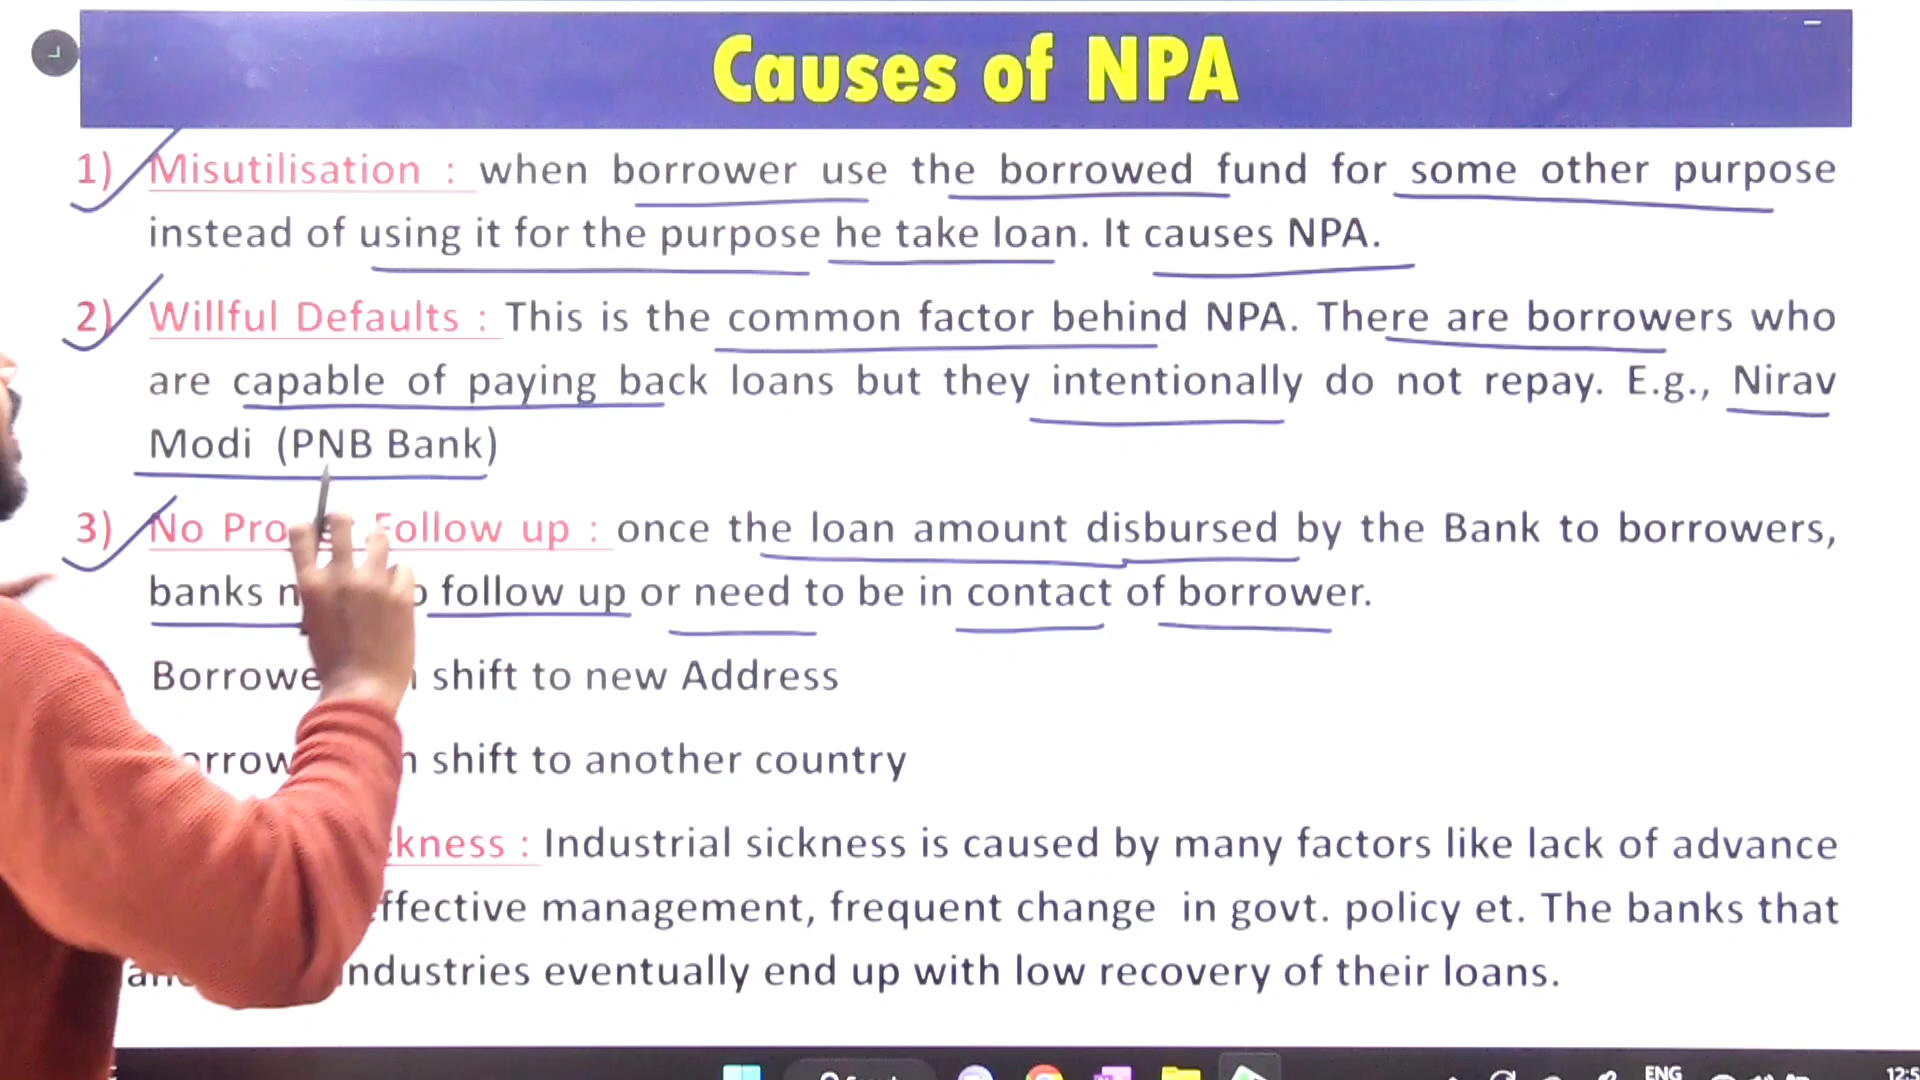 Causes of NPA
1) Misutilisation : when borrower use the borrowed fund for some other purpose
instead of using it for the purpose he take loan. It causes NPA.
2) Willful Defaults : This is the common factor behind NPA. There are borrowers who
are capable of paying back loans but they intentionally do not repay. E.g., Nirav
Modi (PNB Bank)
3) No Follow up : once the loan amount disbursed by the Bank to borrowers,
banks follow up or need to be in contact of borrower.
shift to new Address
shift to another country
: Industrial sickness is caused by many factors like lack of advance
management, frequent change in govt. policy et. The banks that
eventually end up with low recovery of their loans.
ENG